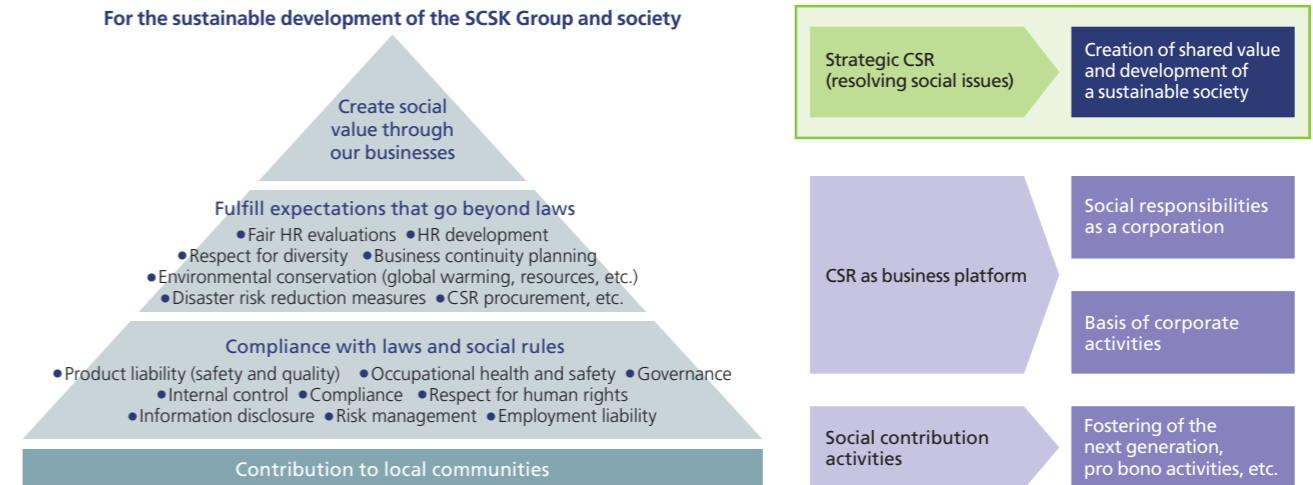 For the sustainable development of the SCSK Group and society
Create social
value through
our businesses
Fulfill expectations that go beyond laws
●Fair HR evaluations ●HR development
●Respect for diversity ●Business continuity planning
●Environmental conservation (global warming, resources, etc.)
●Disaster risk reduction measures ●CSR procurement, etc.
Compliance with laws and social rules
●Product liability (safety and quality) ●Occupational health and safety ●Governance
●Internal control ●Compliance ●Respect for human rights
●Information disclosure ●Risk management ●Employment liability
Contribution to local communities
Strategic CSR
(resolving social issues)
Creation of shared value
and development of
a sustainable society
CSR as business platform
Social responsibilities
as a corporation
Basis of corporate
activities
Social contribution
activities
Fostering of the
next generation,
pro bono activities, etc.